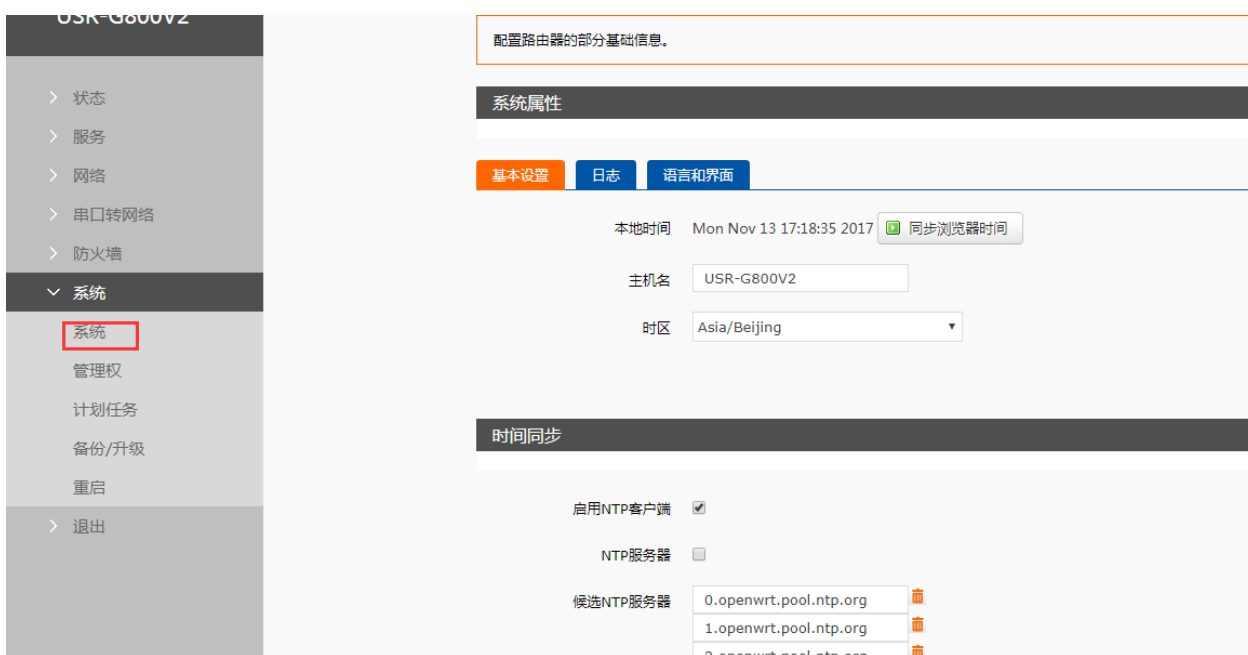 USR-G800V2
状态
服务
网络
串口转网络
防火墙
系统
系统
管理权
计划任务
备份/升级
重启
退出
配置路由器的部分基础信息。
系统属性
基本设置 日志 语言和界面
本地时间 Mon Nov 13 17:18:35 2017 同步浏览器时间
主机名 USR-G800V2
时区 Asia/Beijing
时间同步
启用NTP客户端
NTP服务器
候选NTP服务器 0.openwrt.pool.ntp.org
1.openwrt.pool.ntp.org
2.openwrt.pool.ntp.org